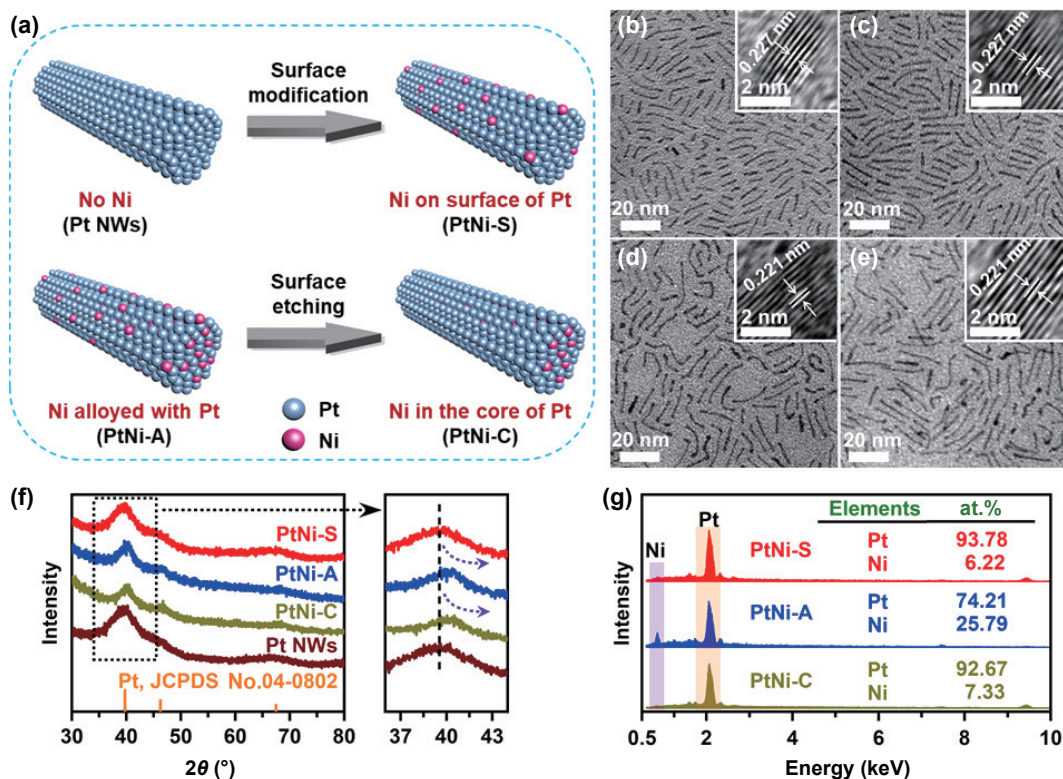 (a)
Surface
modification
No Ni
(Pt NWs)
Ni on surface of Pt
(PtNi-S)
Surface
etching
Ni alloyed with Pt
(PtNi-A)
Pt
Ni
Ni in the core of Pt
(PtNi-C)
(b)
0.227 nm
2 nm
20 nm
(c)
0.227 nm
2 nm
20 nm
(d)
0.221 nm
2 nm
20 nm
(e)
0.221 nm
2 nm
20 nm
(f)
Intensity
PtNi-S
PtNi-A
PtNi-C
Pt NWs
Pt, JCPDS No.04-0802
30 40 50 60 70 80
37 39 41 43
2θ (°)
(g)
Intensity
Ni
Pt
Elements at.%
PtNi-S Pt 93.78
Ni 6.22
PtNi-A Pt 74.21
Ni 25.79
PtNi-C Pt 92.67
Ni 7.33
0.5 2 4 6 8 10
Energy (keV)